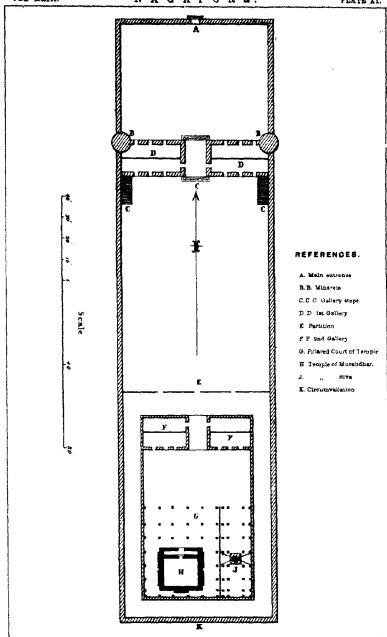 PLATE XI.
A
B B
D D
C C C
E
F F
G
H J
K
Scale
REFERENCES.
A. Main entrance
B.B. Minarets
C.C.C. Gallery steps.
D D 1st Gallery
E Partition
F F 2nd Gallery
G. Pillared Court of Temple
H Temple of Muralidhar.
J. „ SIVA
K. Circumvallation